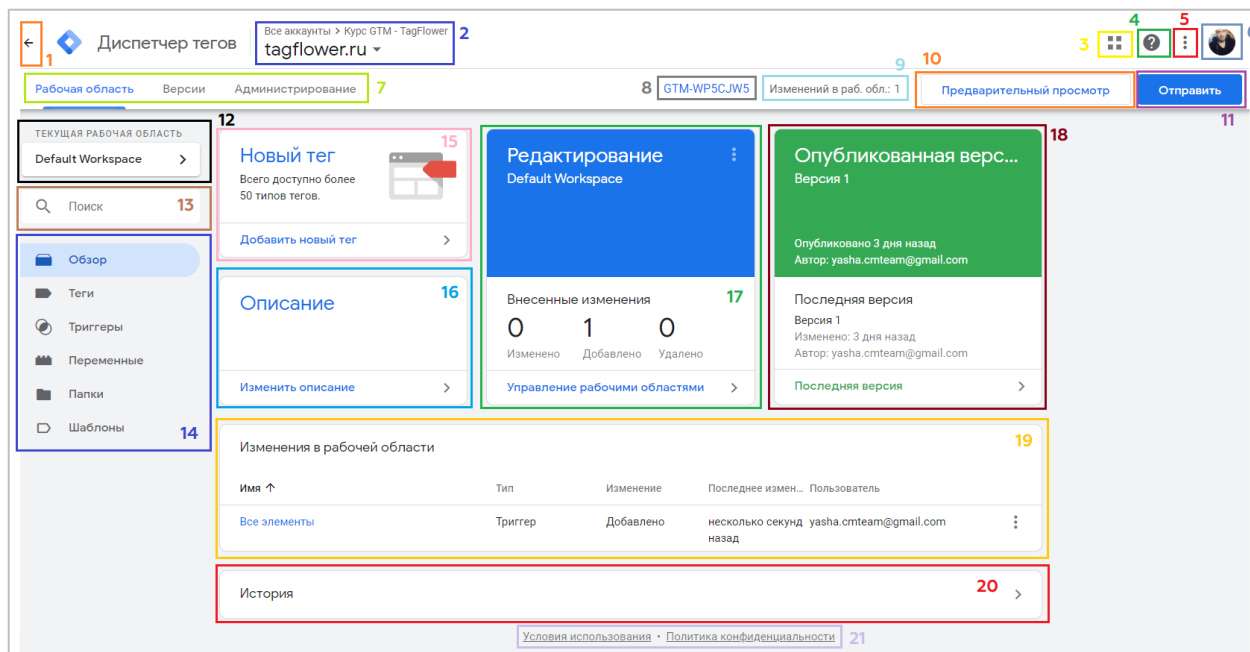 Все аккаунты > Курс GTM - TagFlower
2
4
5
Диспетчер тегов
tagflower.ru
3
1
9
10
Рабочая область
Версии
Администрирование
7
8
GTM-WP5CJW5
Изменений в раб. обл.: 1
Предварительный просмотр
Отправить
11
12
ТЕКУЩАЯ РАБОЧАЯ ОБЛАСТЬ
Default Workspace
Поиск
13
Обзор
Теги
Триггеры
Переменные
Папки
Шаблоны
14
15
Новый тег
Всего доступно более
50 типов тегов.
Добавить новый тег
16
Описание
Изменить описание
Редактирование
Default Workspace
Внесенные изменения
17
0
1
0
Изменено
Добавлено
Удалено
Управление рабочими областями
18
Опубликованная верс...
Версия 1
Опубликовано 3 дня назад
Автор: yasha.cmteam@gmail.com
Последняя версия
Версия 1
Изменено: 3 дня назад
Автор: yasha.cmteam@gmail.com
Последняя версия
19
Изменения в рабочей области
Имя
Тип
Изменение
Последнее измен...
Пользователь
Все элементы
Триггер
Добавлено
несколько секунд
назад
yasha.cmteam@gmail.com
История
20
Условия использования • Политика конфиденциальности
21